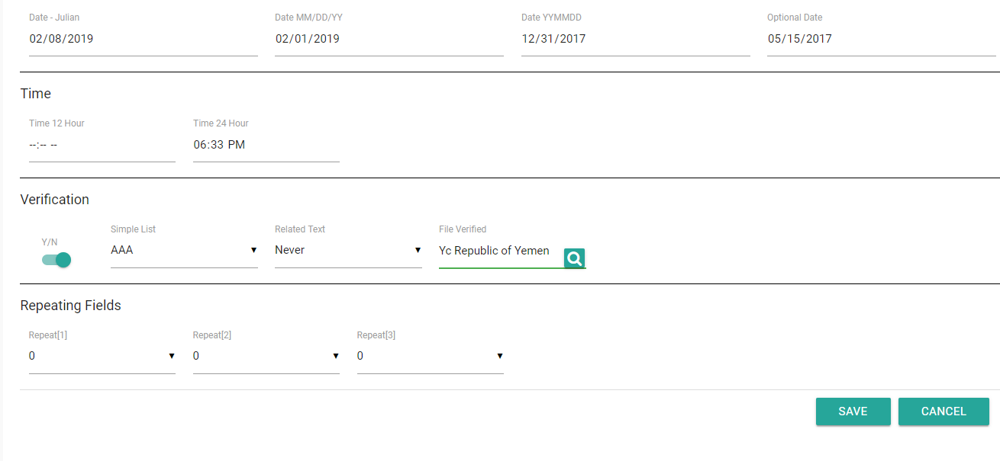 Date - Julian Date MM/DD/YY Date YYMMDD Optional Date
02/08/2019 02/01/2019 12/31/2017 05/15/2017
Time
Time 12 Hour Time 24 Hour
--:-- -- 06:33 PM
Verification
Y/N Simple List Related Text File Verified
AAA Never Yc Republic of Yemen
Repeating Fields
Repeat[1] Repeat[2] Repeat[3]
0 0 0
SAVE CANCEL